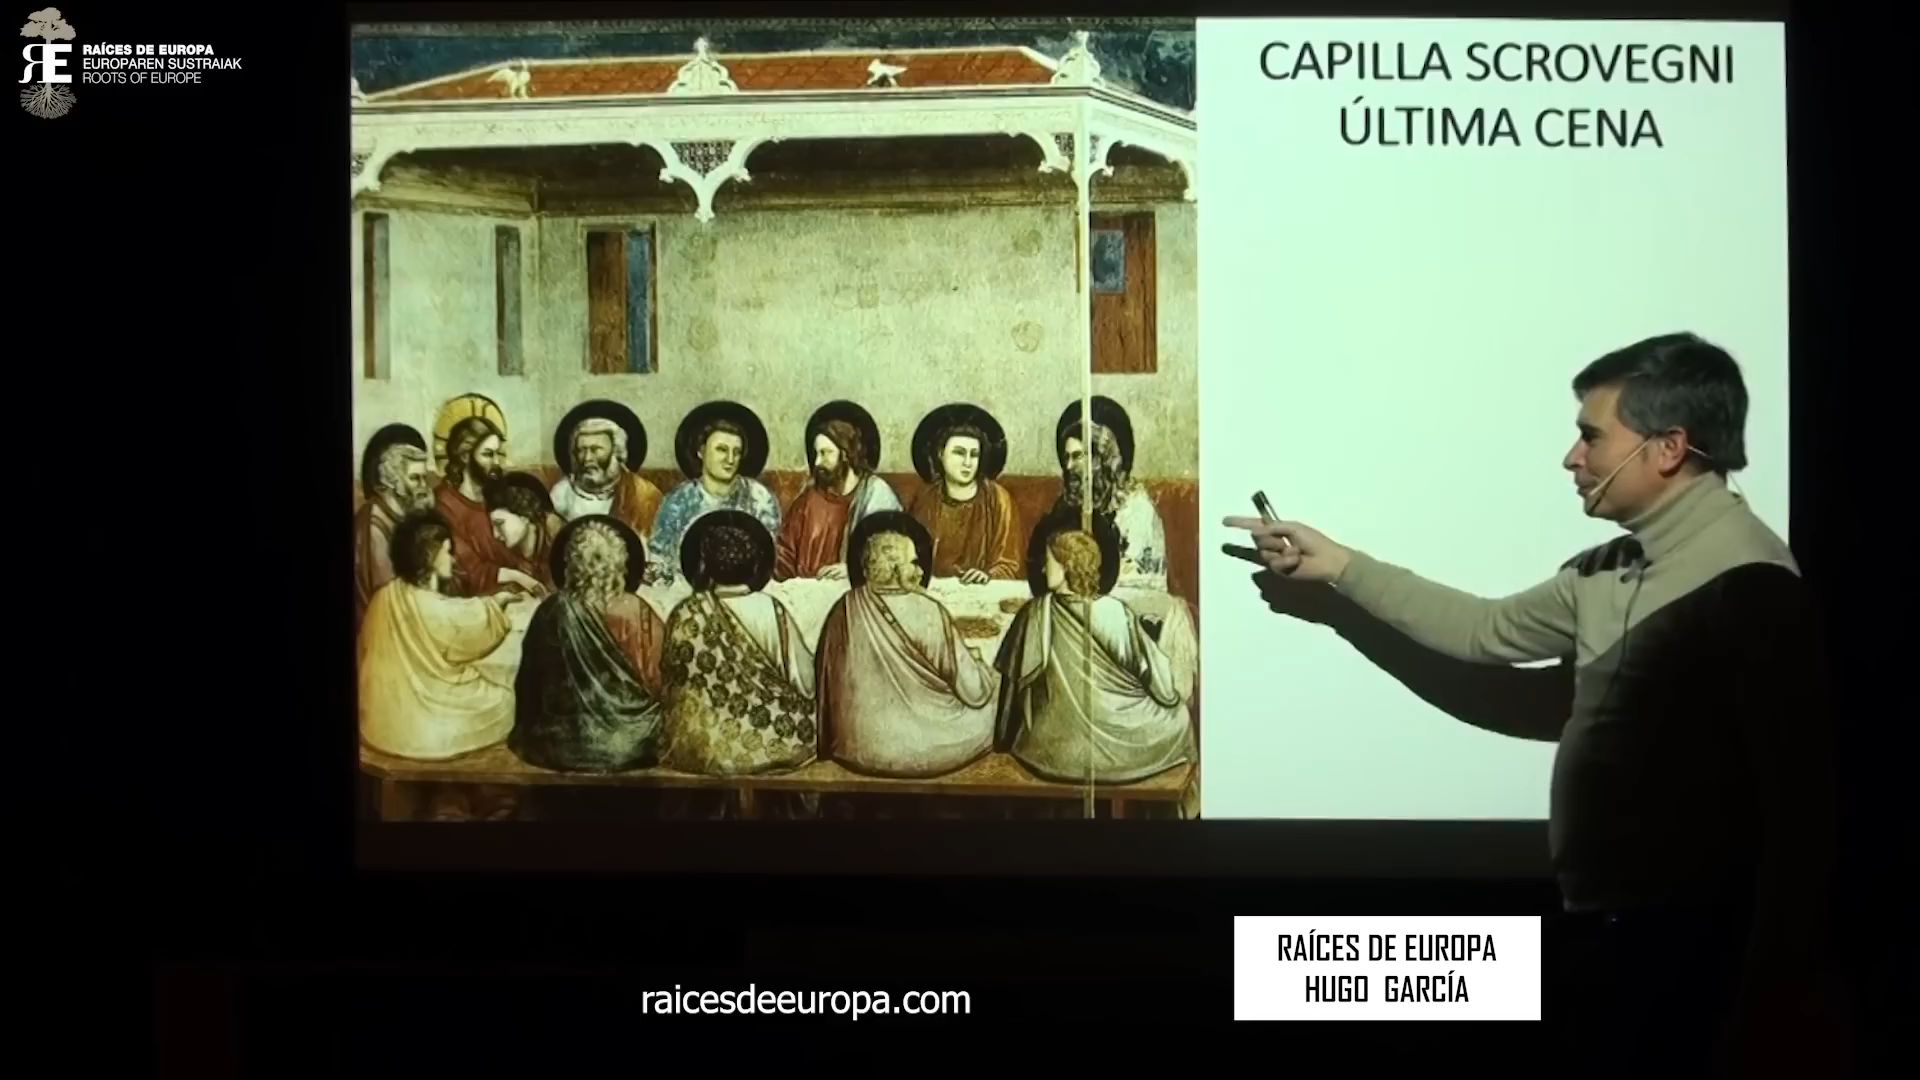 RAÍCES DE EUROPA
EUROPAREN SUSTRAIAK
ROOTS OF EUROPE
RE
CAPILLA SCROVEGNI
ÚLTIMA CENA
RAÍCES DE EUROPA
HUGO GARCÍA
raicesdeeuropa.com